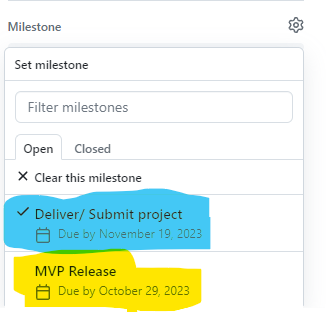 Milestone
Set milestone
Filter milestones
Open Closed
Clear this milestone
Deliver/ Submit project
Due by November 19, 2023
MVP Release
Due by October 29, 2023